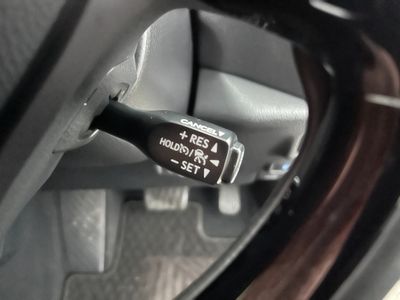 CANCEL▼
+ RES ▲
HOLD/ ◀
− SET ▼